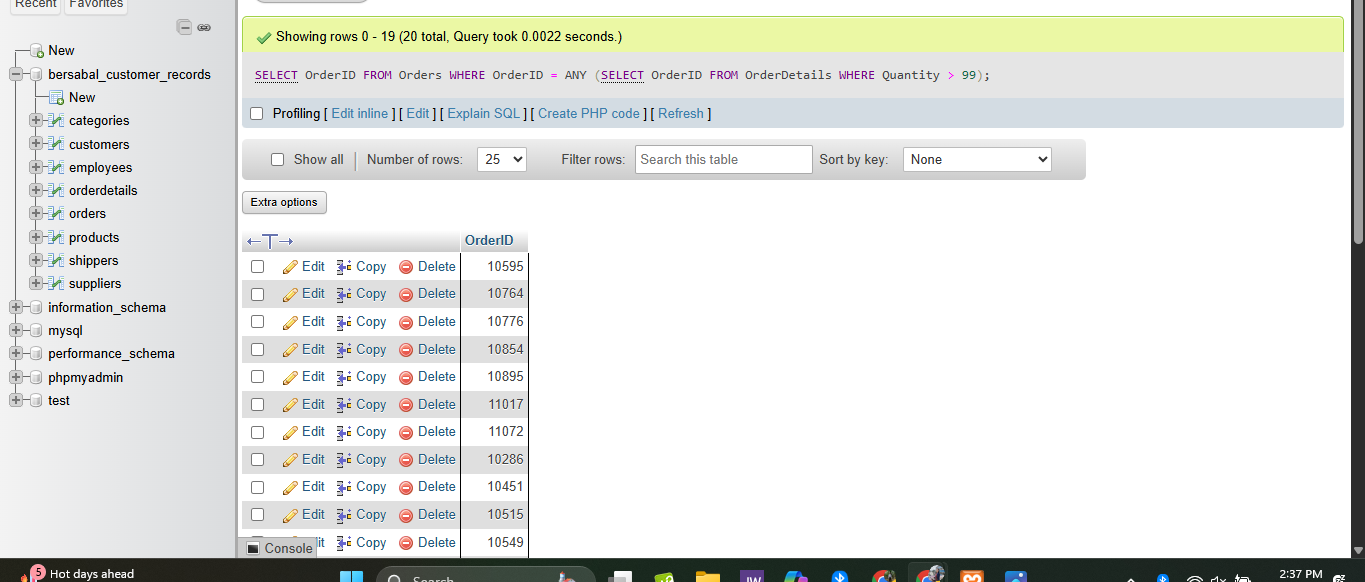 Recent Favorites
New
bersabal_customer_records
New
categories
customers
employees
orderdetails
orders
products
shippers
suppliers
information_schema
mysql
performance_schema
phpmyadmin
test
Showing rows 0 - 19 (20 total, Query took 0.0022 seconds.)
SELECT OrderID FROM Orders WHERE OrderID = ANY (SELECT OrderID FROM OrderDetails WHERE Quantity > 99);
Profiling [ Edit inline ] [ Edit ] [ Explain SQL ] [ Create PHP code ] [ Refresh ]
Show all Number of rows: 25 Filter rows: Search this table Sort by key: None
Extra options
←T→ OrderID
Edit Copy Delete 10595
Edit Copy Delete 10764
Edit Copy Delete 10776
Edit Copy Delete 10854
Edit Copy Delete 10895
Edit Copy Delete 11017
Edit Copy Delete 11072
Edit Copy Delete 10286
Edit Copy Delete 10451
Edit Copy Delete 10515
Copy Delete 10549
Console
5 Hot days ahead
Search
2:37 PM